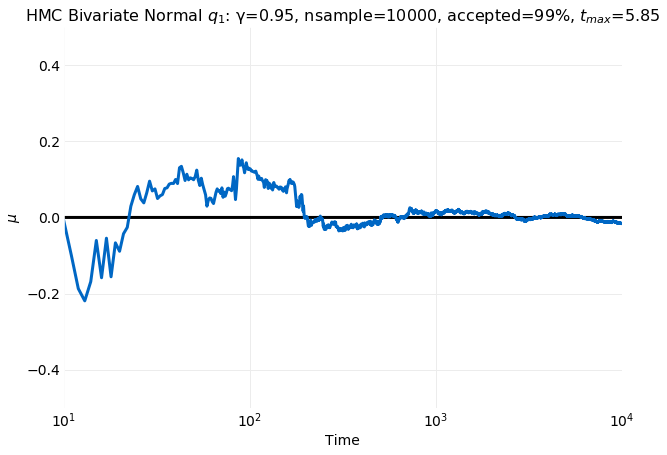 HMC Bivariate Normal q₁: γ=0.95, nsample=10000, accepted=99%, tₘₐₓ=5.85
0.4
0.2
0.0
−0.2
−0.4
μ
10¹ 10² 10³ 10⁴
Time